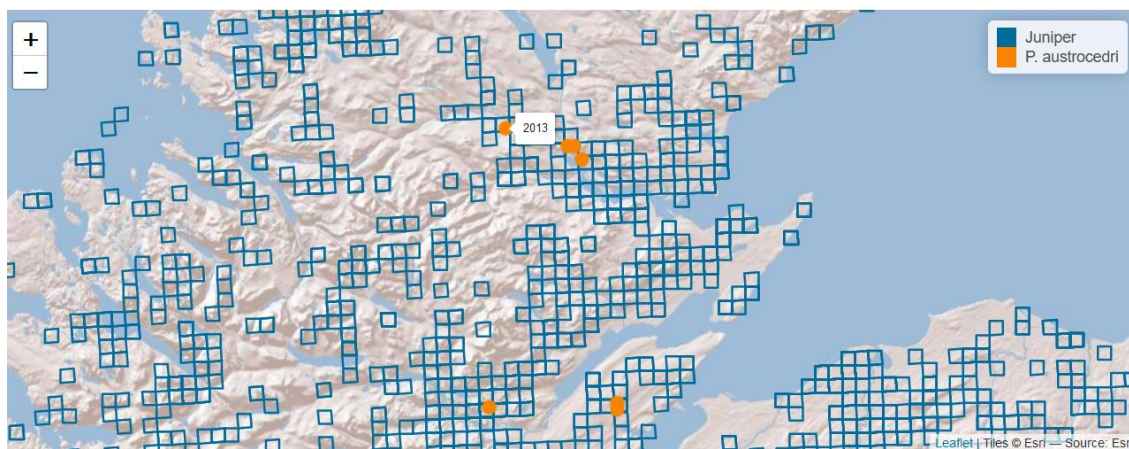 +
−
Juniper
P. austrocedri
2013
Leaflet | Tiles © Esri — Source: Esr